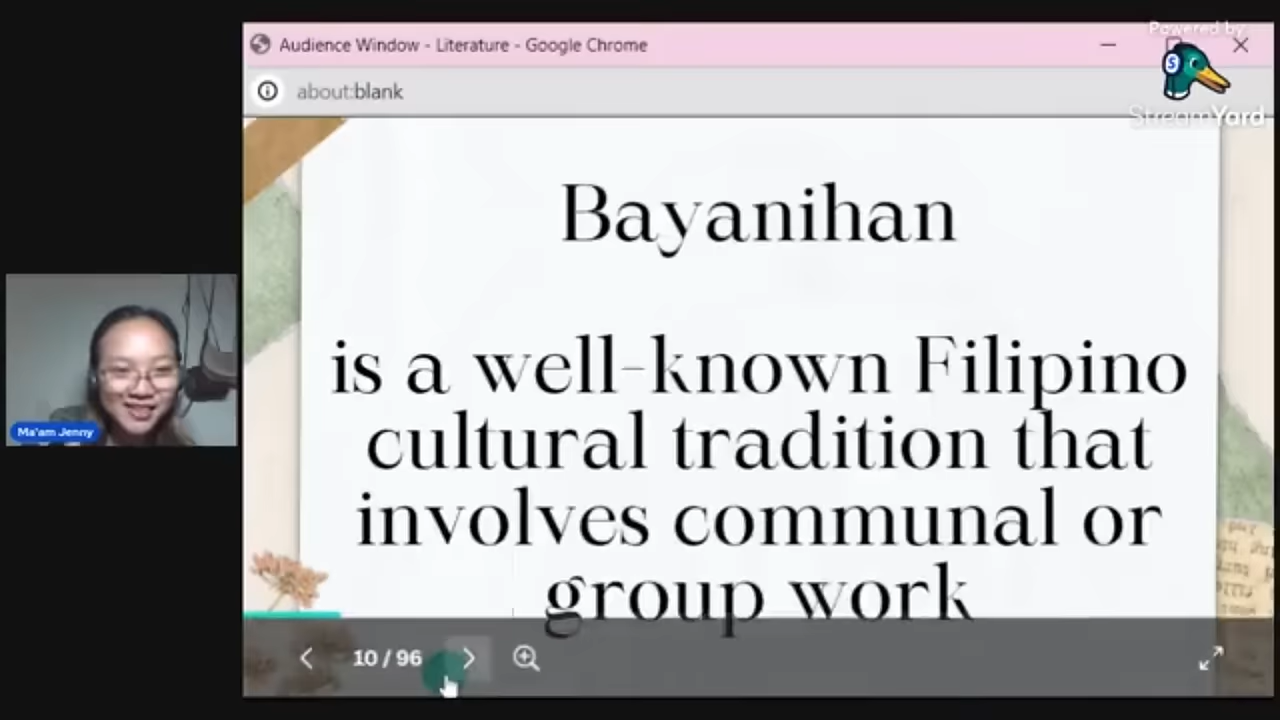 Audience Window - Literature - Google Chrome
Powered by
about:blank
StreamYard
Bayanihan
is a well-known Filipino
cultural tradition that
involves communal or
group work
Ma'am Jenny
10 / 96